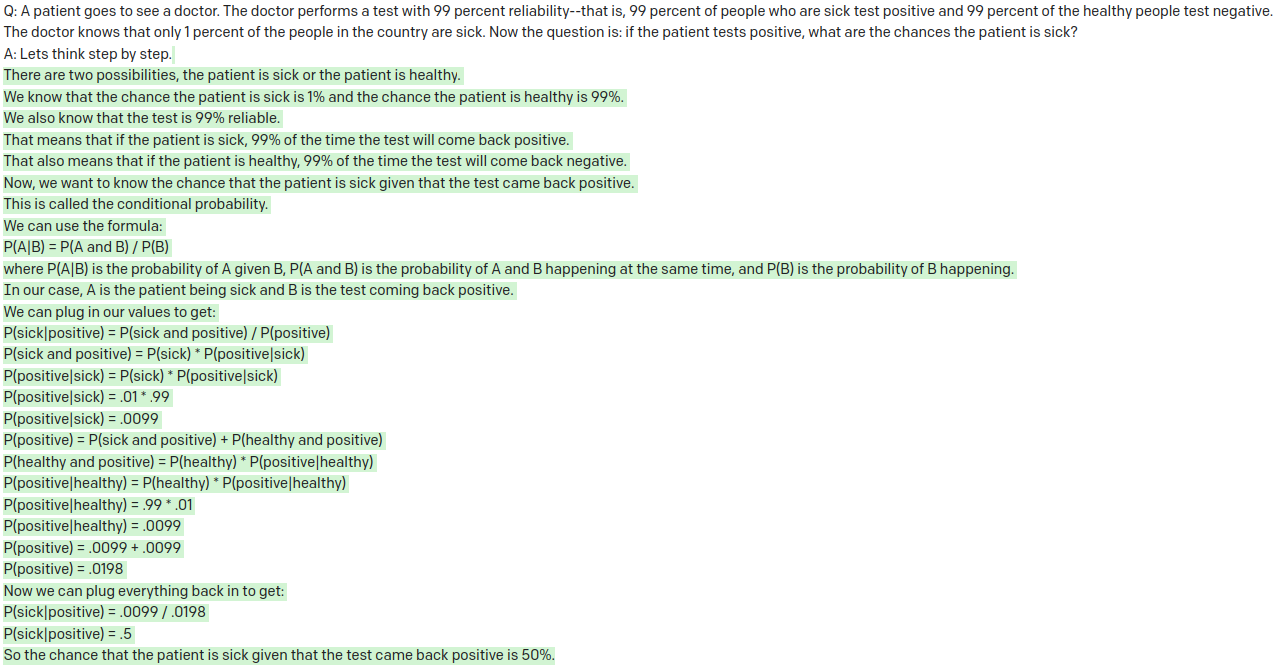 Q: A patient goes to see a doctor. The doctor performs a test with 99 percent reliability--that is, 99 percent of people who are sick test positive and 99 percent of the healthy people test negative.
The doctor knows that only 1 percent of the people in the country are sick. Now the question is: if the patient tests positive, what are the chances the patient is sick?
A: Lets think step by step.
There are two possibilities, the patient is sick or the patient is healthy.
We know that the chance the patient is sick is 1% and the chance the patient is healthy is 99%.
We also know that the test is 99% reliable.
That means that if the patient is sick, 99% of the time the test will come back positive.
That also means that if the patient is healthy, 99% of the time the test will come back negative.
Now, we want to know the chance that the patient is sick given that the test came back positive.
This is called the conditional probability.
We can use the formula:
P(A|B) = P(A and B) / P(B)
where P(A|B) is the probability of A given B, P(A and B) is the probability of A and B happening at the same time, and P(B) is the probability of B happening.
In our case, A is the patient being sick and B is the test coming back positive.
We can plug in our values to get:
P(sick|positive) = P(sick and positive) / P(positive)
P(sick and positive) = P(sick) * P(positive|sick)
P(positive|sick) = P(sick) * P(positive|sick)
P(positive|sick) = .01 * .99
P(positive|sick) = .0099
P(positive) = P(sick and positive) + P(healthy and positive)
P(healthy and positive) = P(healthy) * P(positive|healthy)
P(positive|healthy) = P(healthy) * P(positive|healthy)
P(positive|healthy) = .99 * .01
P(positive|healthy) = .0099
P(positive) = .0099 + .0099
P(positive) = .0198
Now we can plug everything back in to get:
P(sick|positive) = .0099 / .0198
P(sick|positive) = .5
So the chance that the patient is sick given that the test came back positive is 50%.